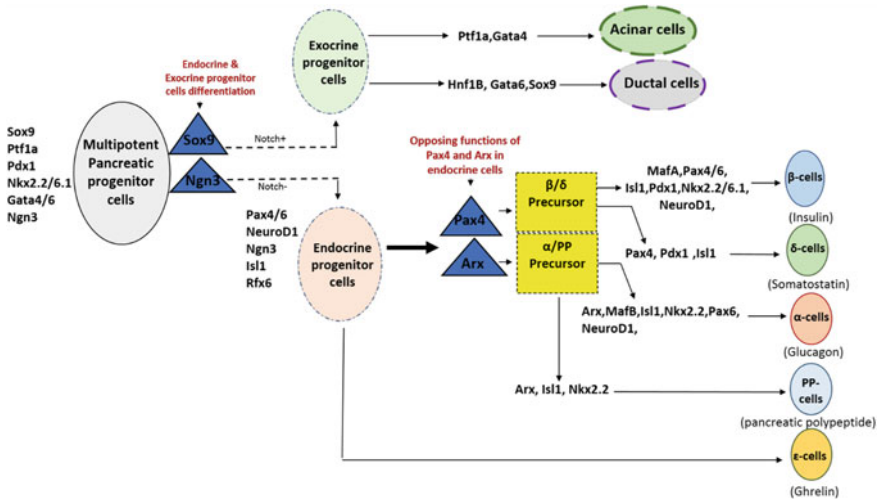 Endocrine &
Exocrine progenitor
cells differentiation
Sox9
Ptf1a
Pdx1
Nkx2.2/6.1
Gata4/6
Ngn3
Multipotent
Pancreatic
progenitor
cells
Sox9
Ngn3
Notch+
Notch-
Exocrine
progenitor
cells
Ptf1a,Gata4
Acinar cells
Hnf1B, Gata6,Sox9
Ductal cells
Pax4/6
NeuroD1
Ngn3
Isl1
Rfx6
Endocrine
progenitor
cells
Opposing functions of
Pax4 and Arx in
endocrine cells
Pax4
Arx
β/δ
Precursor
α/PP
Precursor
MafA,Pax4/6,
Isl1,Pdx1,Nkx2.2/6.1,
NeuroD1,
β-cells
(Insulin)
Pax4, Pdx1 ,Isl1
δ-cells
(Somatostatin)
Arx,MafB,Isl1,Nkx2.2,Pax6,
NeuroD1,
α-cells
(Glucagon)
Arx, Isl1, Nkx2.2
PP-
cells
(pancreatic polypeptide)
ε-cells
(Ghrelin)